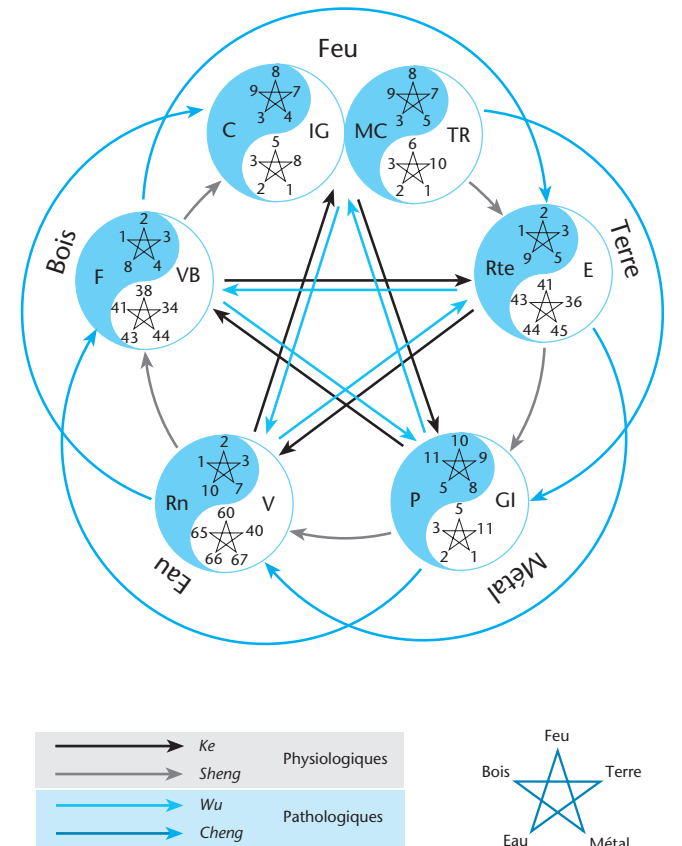 Feu
8
9 7
C IG
3 4
5
3 8
2 1
8
9 7
MC TR
3 5
6
3 10
2 1
Bois
2
1 3
F VB
8 4
38
41 34
43 44
Terre
2
1 3
Rte E
9 5
41
43 36
44 45
2
1 3
Rn V
10 7
60
65 40
66 67
Eau
10
11 9
P GI
5 8
5
3 11
2 1
Métal
Ke
Sheng
Physiologiques
Wu
Cheng
Pathologiques
Feu
Bois Terre
Eau Métal